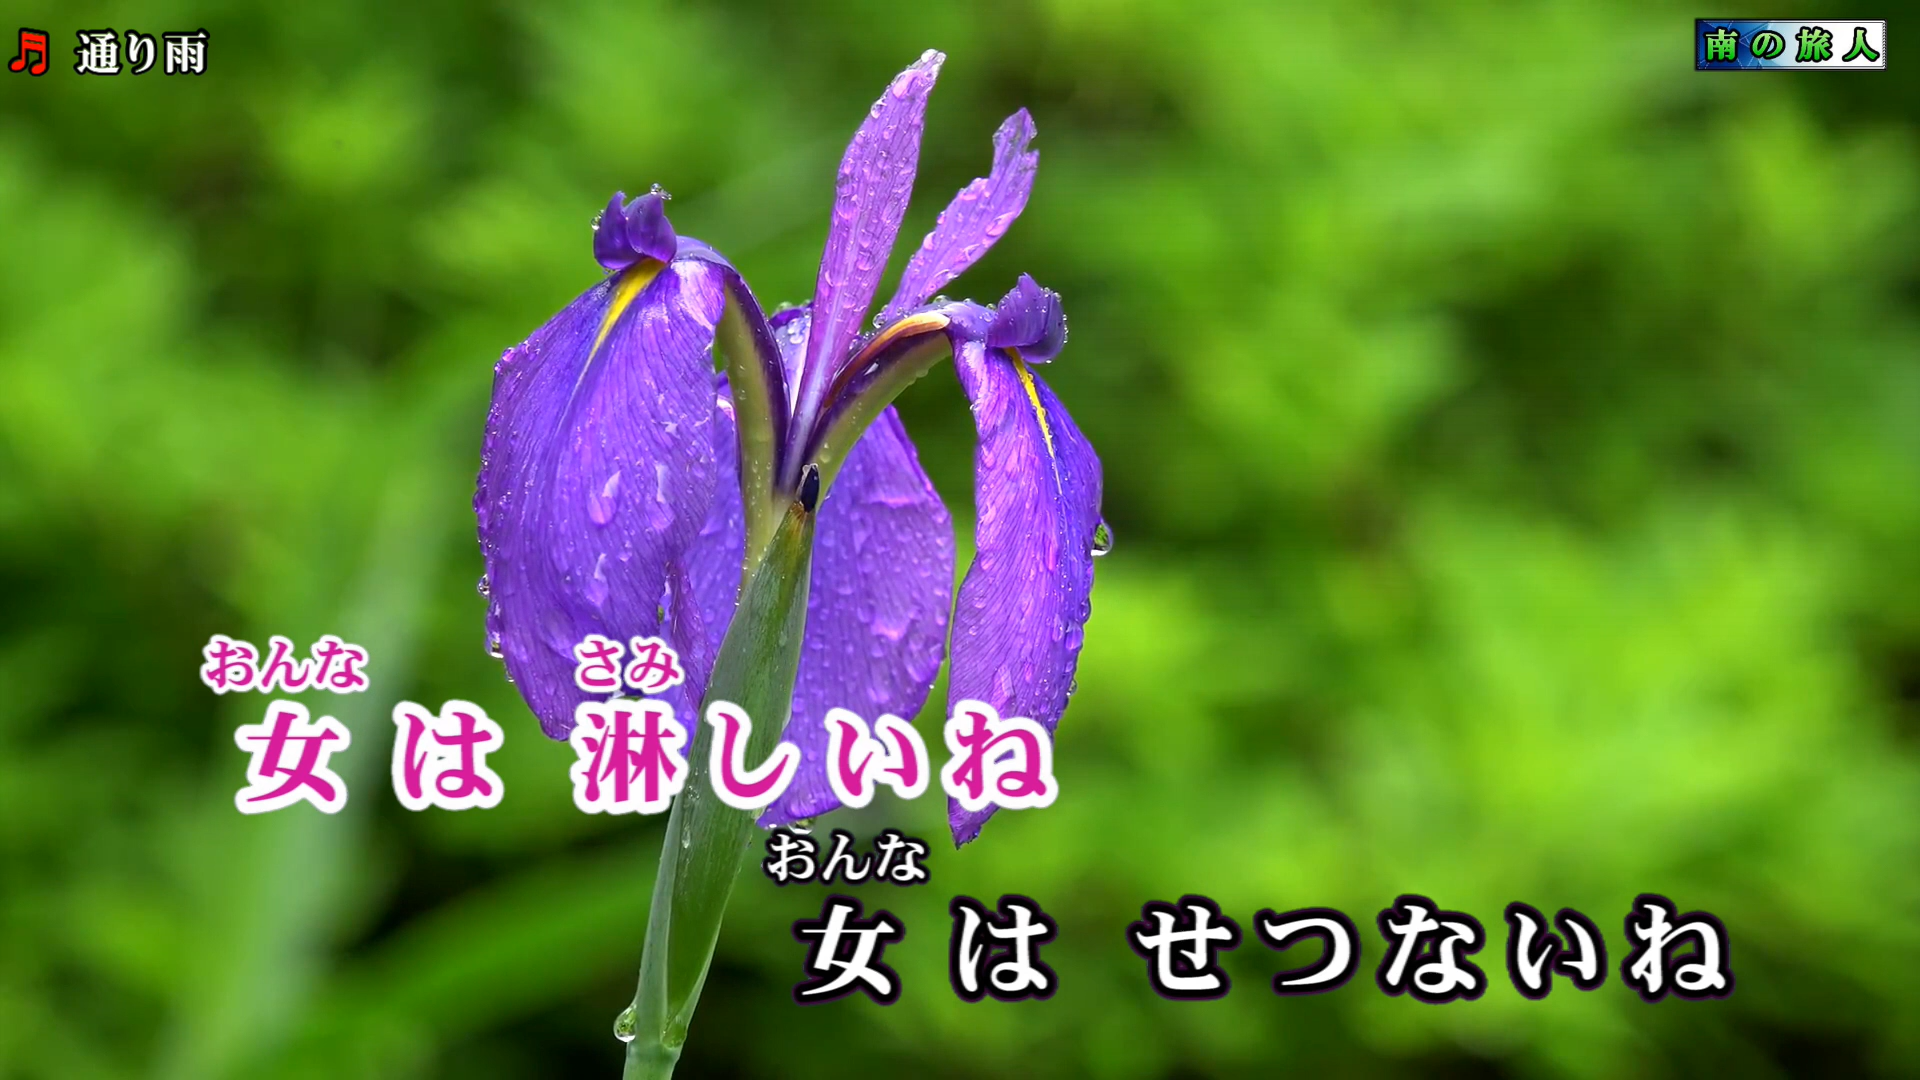 通り雨
南の旅人
おんな さみ
女は 淋しいね
おんな
女は せつないね